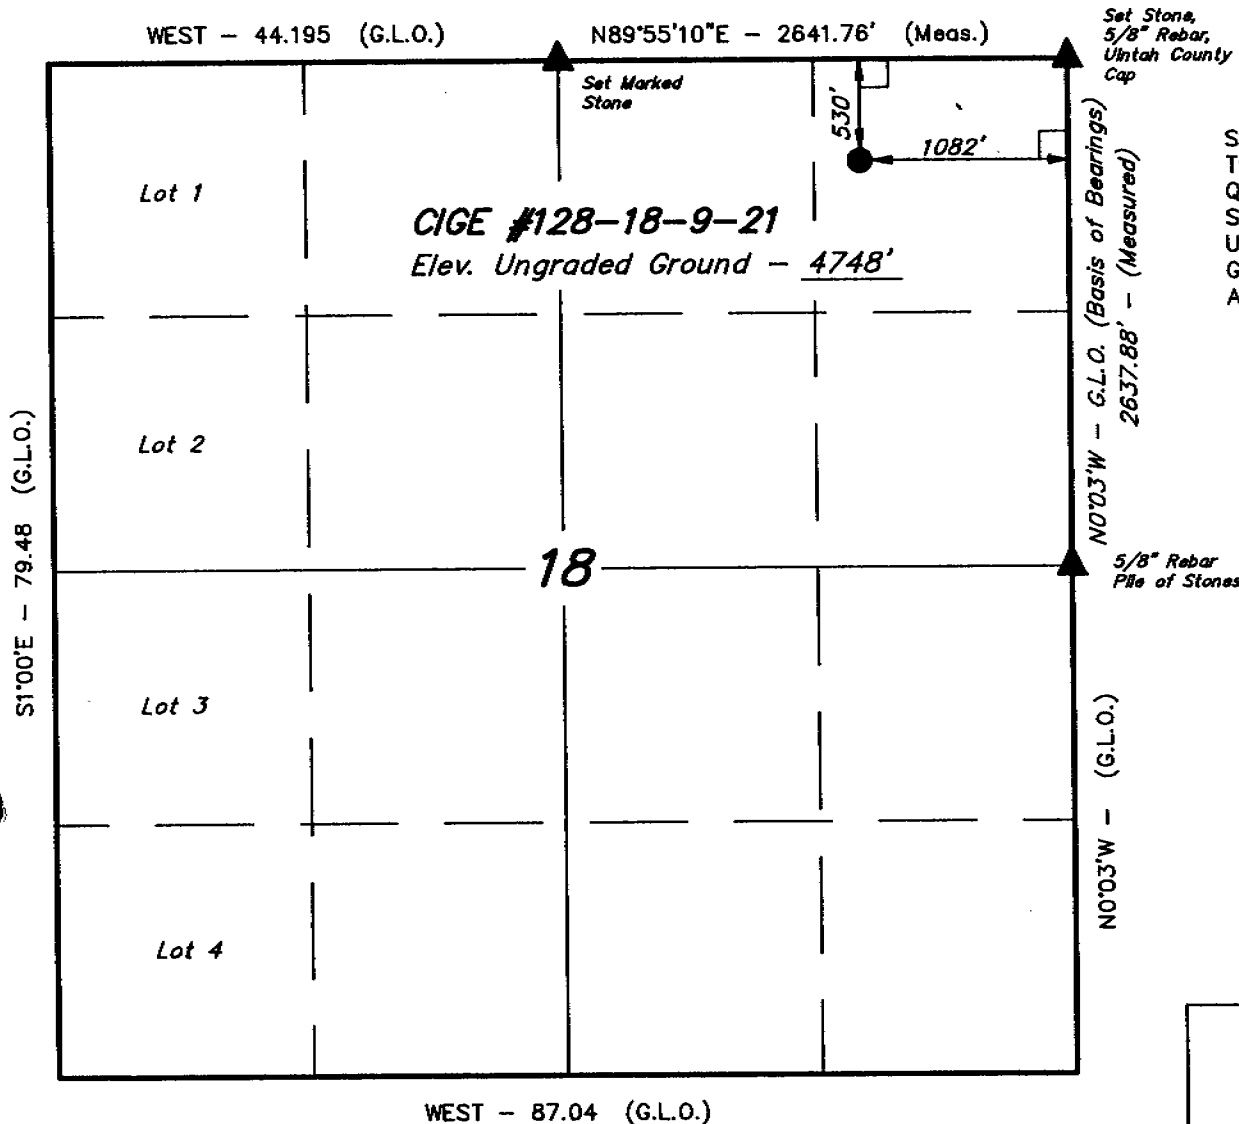 WEST – 44.195 (G.L.O.)
N89°55'10"E – 2641.76' (Meas.)
Set Stone,
5/8" Rebar,
Uintah County
Cap
Set Marked
Stone
530'
1082'
Lot 1
CIGE #128–18–9–21
Elev. Ungraded Ground – 4748'
N0°03'W – G.L.O. (Basis of Bearings)
2637.88' – (Measured)
S
T
Q
S
U
G
A
Lot 2
S1°00'E – 79.48 (G.L.O.)
18
5/8" Rebar
Pile of Stones
Lot 3
N0°03'W – (G.L.O.)
Lot 4
WEST – 87.04 (G.L.O.)